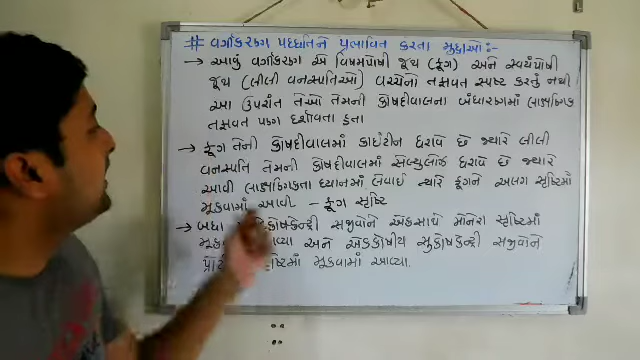 # વર્ગીકરણ પદ્ધતિને પ્રભાવિત કરતા મુદ્દાઓ:-
→ આવું વર્ગીકરણ એ વિષમપોષી જૂથ (ફૂગ) અને સ્વયંપોષી
જૂથ (લીલી વનસ્પતિઓ) વચ્ચેનો તફાવત સ્પષ્ટ કરતું નથી
આ ઉપરાંત તેઓ તેમની કોષદીવાલના બંધારણમાં લાક્ષણિક
તફાવત પણ દર્શાવતા હતા
→ ફૂગ તેની કોષદીવાલમાં કાઇટીન ધરાવે છે જ્યારે લીલી
વનસ્પતિ તેમની કોષદીવાલમાં સેલ્યુલોઝ ધરાવે છે જ્યારે
આવી લાક્ષણિકતા ધ્યાનમાં લેવાઈ ત્યારે ફૂગને અલગ સૃષ્ટિમાં
મૂકવામાં આવી - ફૂગ સૃષ્ટિ
→ બધા સજીવોને એકસાથે મોનેરા સૃષ્ટિમાં
અને એકકોષીય સુકોષકેન્દ્રી સજીવોને
મૂકવામાં આવ્યા.